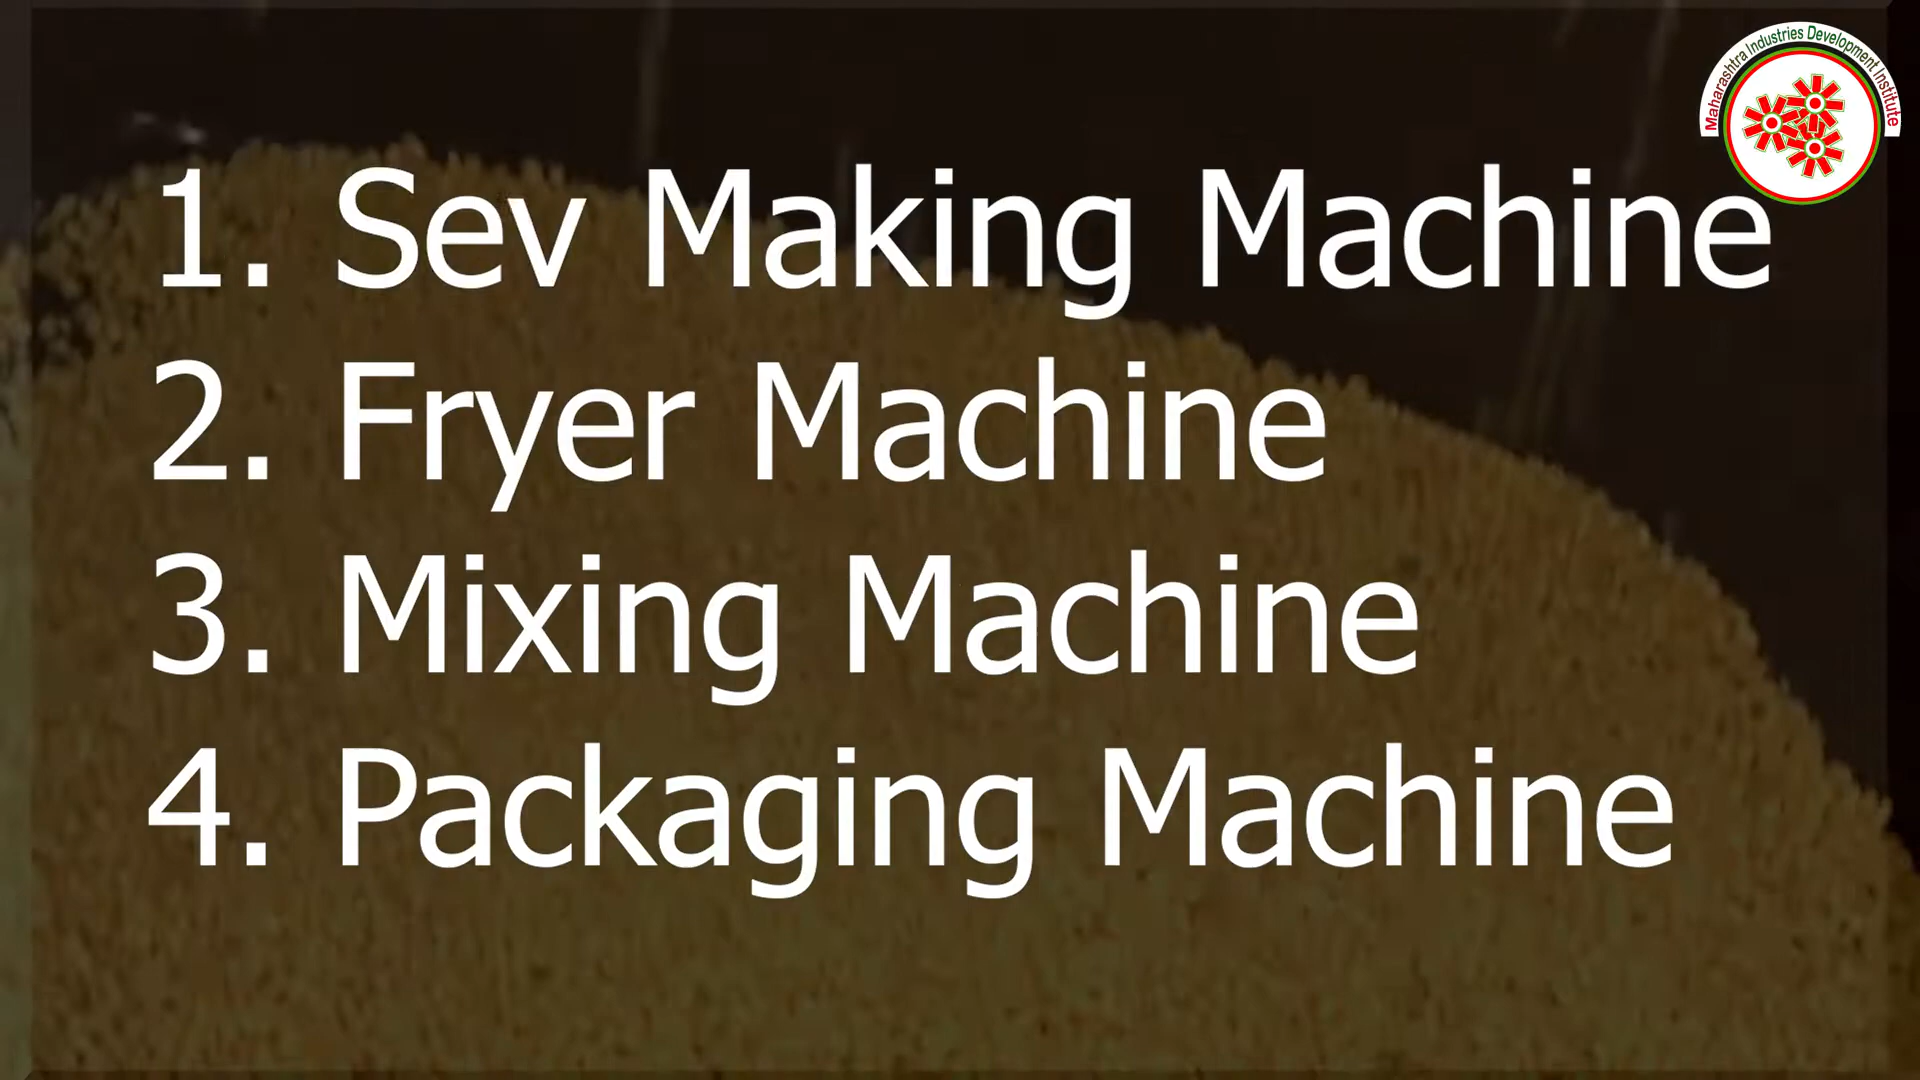 Maharashtra Industries Development Institute
1. Sev Making Machine
2. Fryer Machine
3. Mixing Machine
4. Packaging Machine